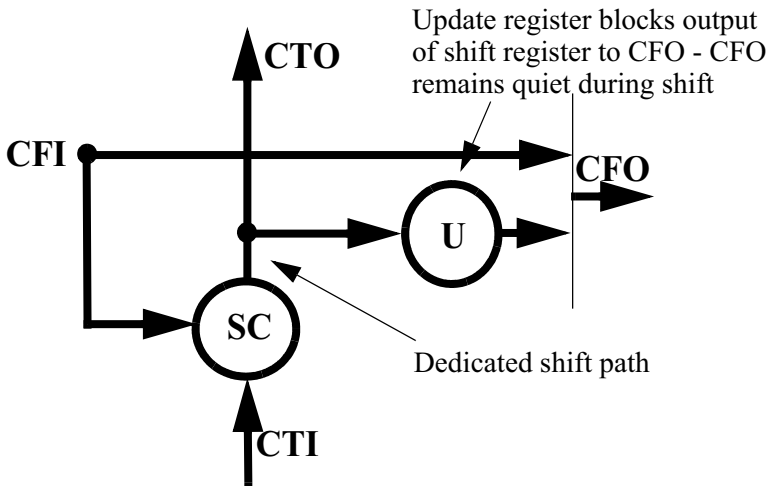 Update register blocks output
of shift register to CFO - CFO
remains quiet during shift
CTO
CFI
CFO
U
SC
Dedicated shift path
CTI